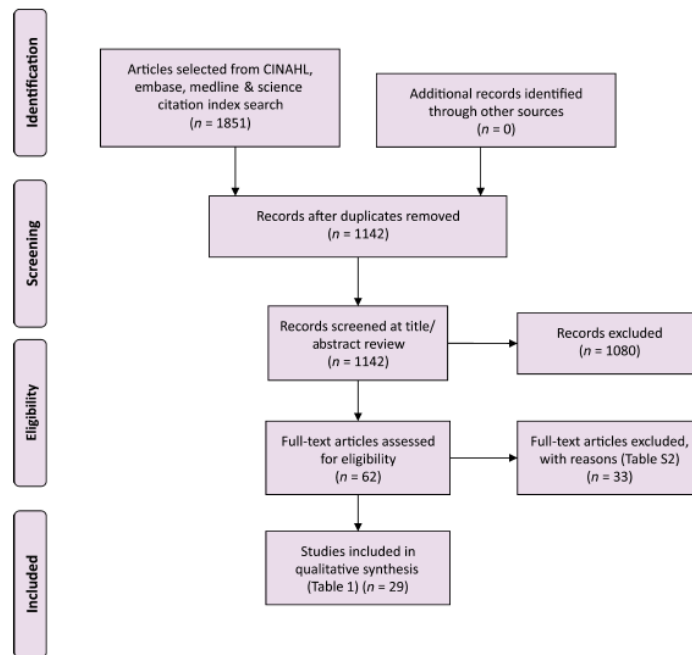 Identification
Articles selected from CINAHL,
embase, medline & science
citation index search
(n = 1851)
Additional records identified
through other sources
(n = 0)
Screening
Records after duplicates removed
(n = 1142)
Records screened at title/
abstract review
(n = 1142)
Records excluded
(n = 1080)
Eligibility
Full-text articles assessed
for eligibility
(n = 62)
Full-text articles excluded,
with reasons (Table S2)
(n = 33)
Included
Studies included in
qualitative synthesis
(Table 1) (n = 29)